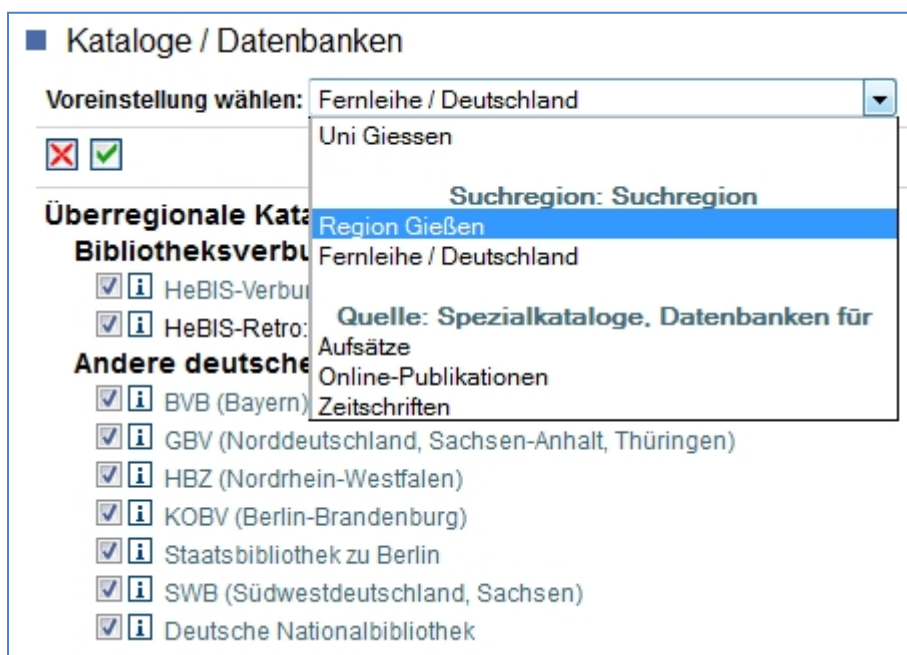 Kataloge / Datenbanken
Voreinstellung wählen: Fernleihe / Deutschland
Uni Giessen
Suchregion: Suchregion
Region Gießen
Fernleihe / Deutschland
Quelle: Spezialkataloge, Datenbanken für
Aufsätze
Online-Publikationen
Zeitschriften
Überregionale Kata
Bibliotheksverbu
HeBIS-Verbu
HeBIS-Retro:
Andere deutsche
BVB (Bayern)
GBV (Norddeutschland, Sachsen-Anhalt, Thüringen)
HBZ (Nordrhein-Westfalen)
KOBV (Berlin-Brandenburg)
Staatsbibliothek zu Berlin
SWB (Südwestdeutschland, Sachsen)
Deutsche Nationalbibliothek